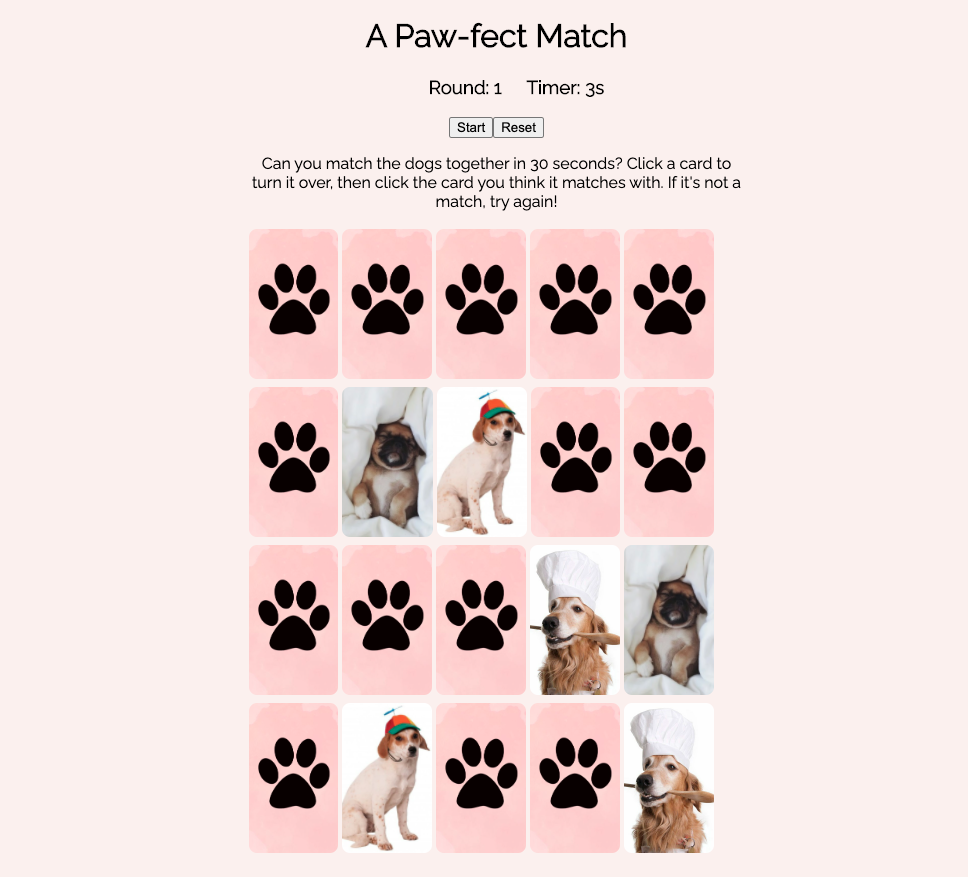 A Paw-fect Match
Round: 1 Timer: 3s
Start Reset
Can you match the dogs together in 30 seconds? Click a card to
turn it over, then click the card you think it matches with. If it's not a
match, try again!